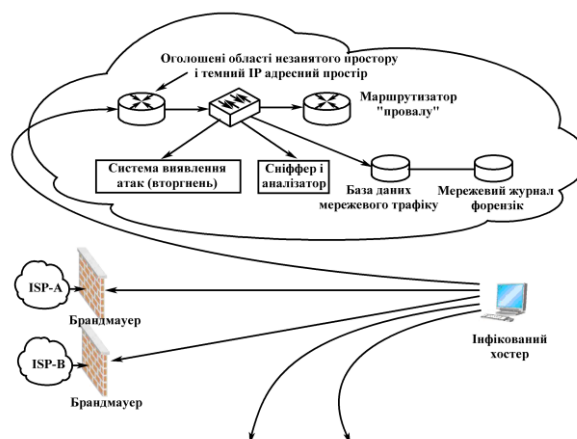 Оголошені області незанятого простору
і темний IP адресний простір
Маршрутизатор
"провалу"
Система виявлення
атак (вторгнень)
Сніффер і
аналізатор
База даних
мережевого трафіку
Мережевий журнал
форензік
ISP-A
Брандмауер
Інфікований
хостер
ISP-B
Брандмауер